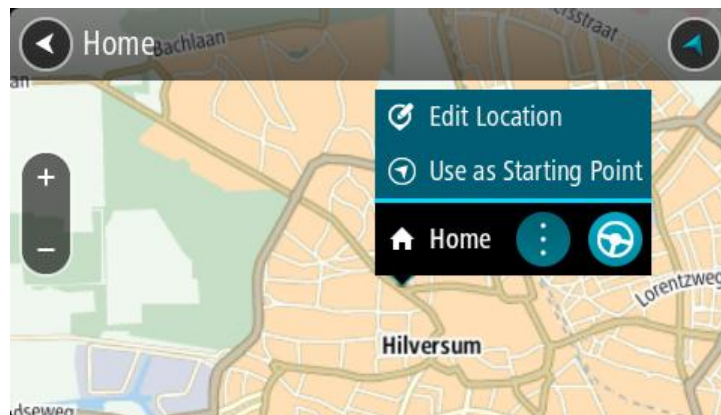 Home
Bachlaan
Edit Location
Use as Starting Point
+
−
Home
Lorentzweg
Hilversum